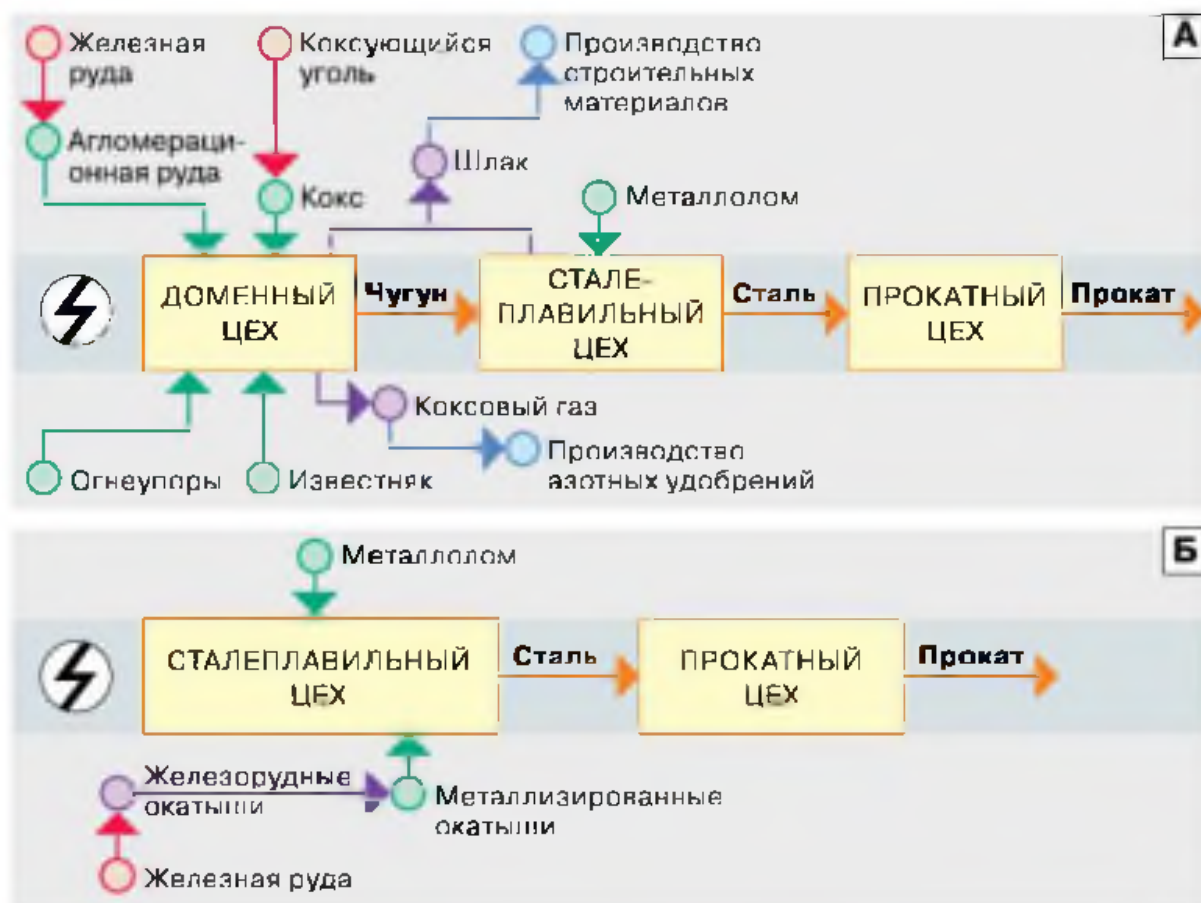 А
Железная
руда
Коксующийся
уголь
Производство
строительных
материалов
Агломераци-
онная руда
Кокс
Шлак
Металлолом
ДОМЕННЫЙ
ЦЕХ
Чугун
СТАЛЕ-
ПЛАВИЛЬНЫЙ
ЦЕХ
Сталь
ПРОКАТНЫЙ
ЦЕХ
Прокат
Коксовый газ
Огнеупоры
Известняк
Производство
азотных удобрений
Б
Металлолом
СТАЛЕПЛАВИЛЬНЫЙ
ЦЕХ
Сталь
ПРОКАТНЫЙ
ЦЕХ
Прокат
Железорудные
окатыши
Металлизированные
окатыши
Железная руда